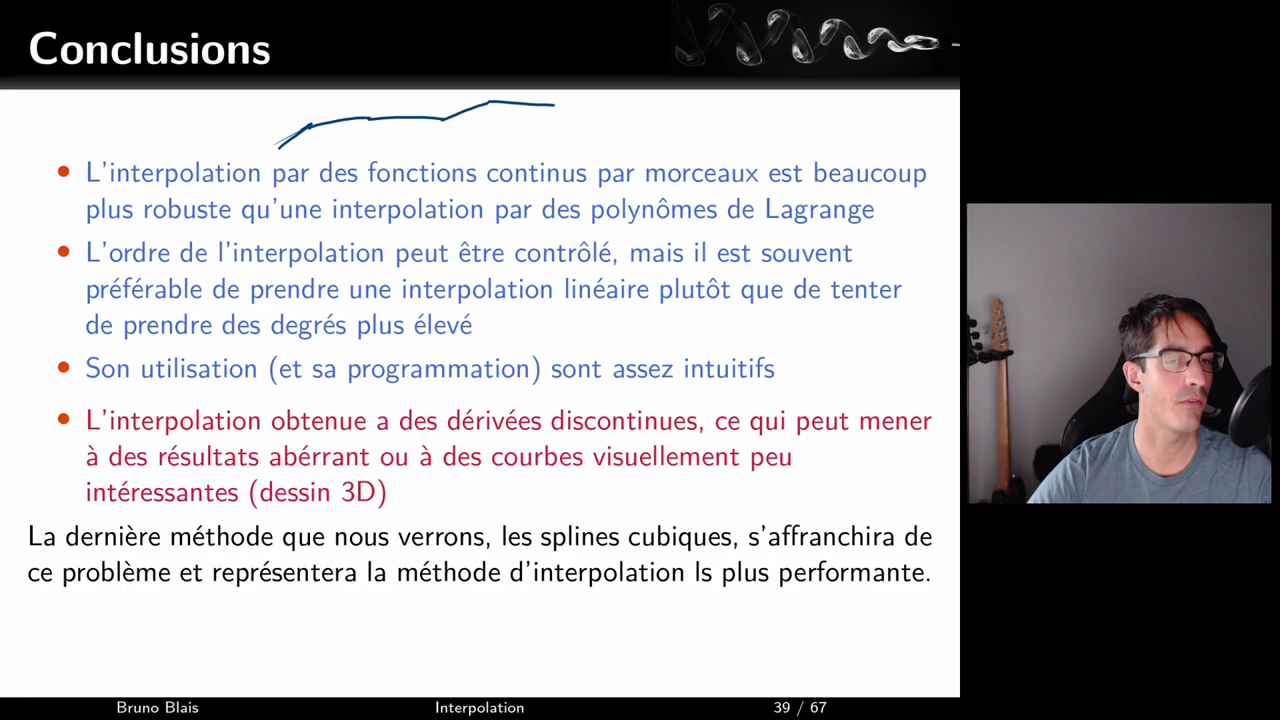 Conclusions
L'interpolation par des fonctions continus par morceaux est beaucoup
plus robuste qu'une interpolation par des polynômes de Lagrange
L'ordre de l'interpolation peut être contrôlé, mais il est souvent
préférable de prendre une interpolation linéaire plutôt que de tenter
de prendre des degrés plus élevé
Son utilisation (et sa programmation) sont assez intuitifs
L'interpolation obtenue a des dérivées discontinues, ce qui peut mener
à des résultats abérrant ou à des courbes visuellement peu
intéressantes (dessin 3D)
La dernière méthode que nous verrons, les splines cubiques, s'affranchira de
ce problème et représentera la méthode d'interpolation ls plus performante.
Bruno Blais Interpolation 39 / 67